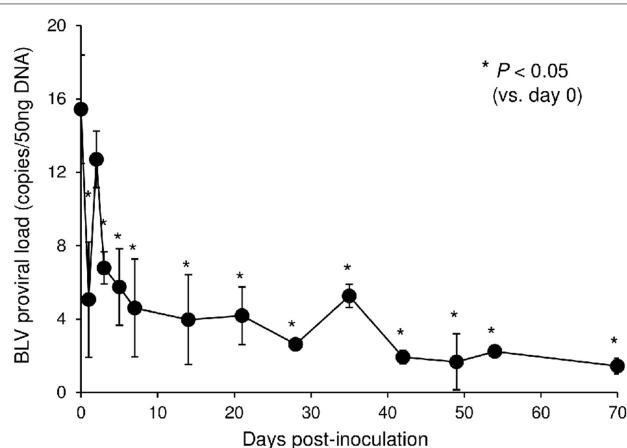 20
* P < 0.05
(vs. day 0)
16
12
8
4
0
BLV proviral load (copies/50ng DNA)
* * * * * * * * * * * *
0 10 20 30 40 50 60 70
Days post-inoculation